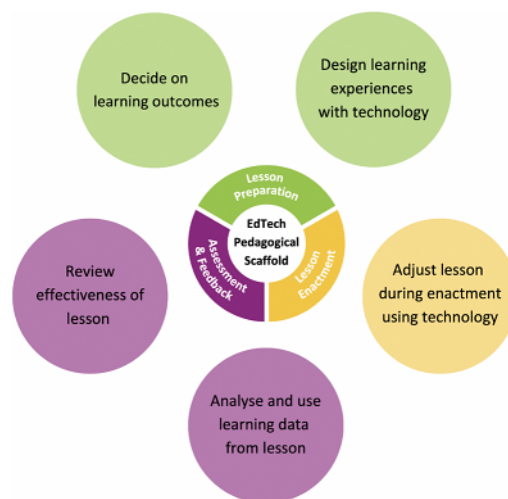 Decide on
learning outcomes
Design learning
experiences
with technology
Lesson
Preparation
EdTech
Pedagogical
Scaffold
Assessment
& Feedback
Lesson
Enactment
Review
effectiveness of
lesson
Adjust lesson
during enactment
using technology
Analyse and use
learning data
from lesson